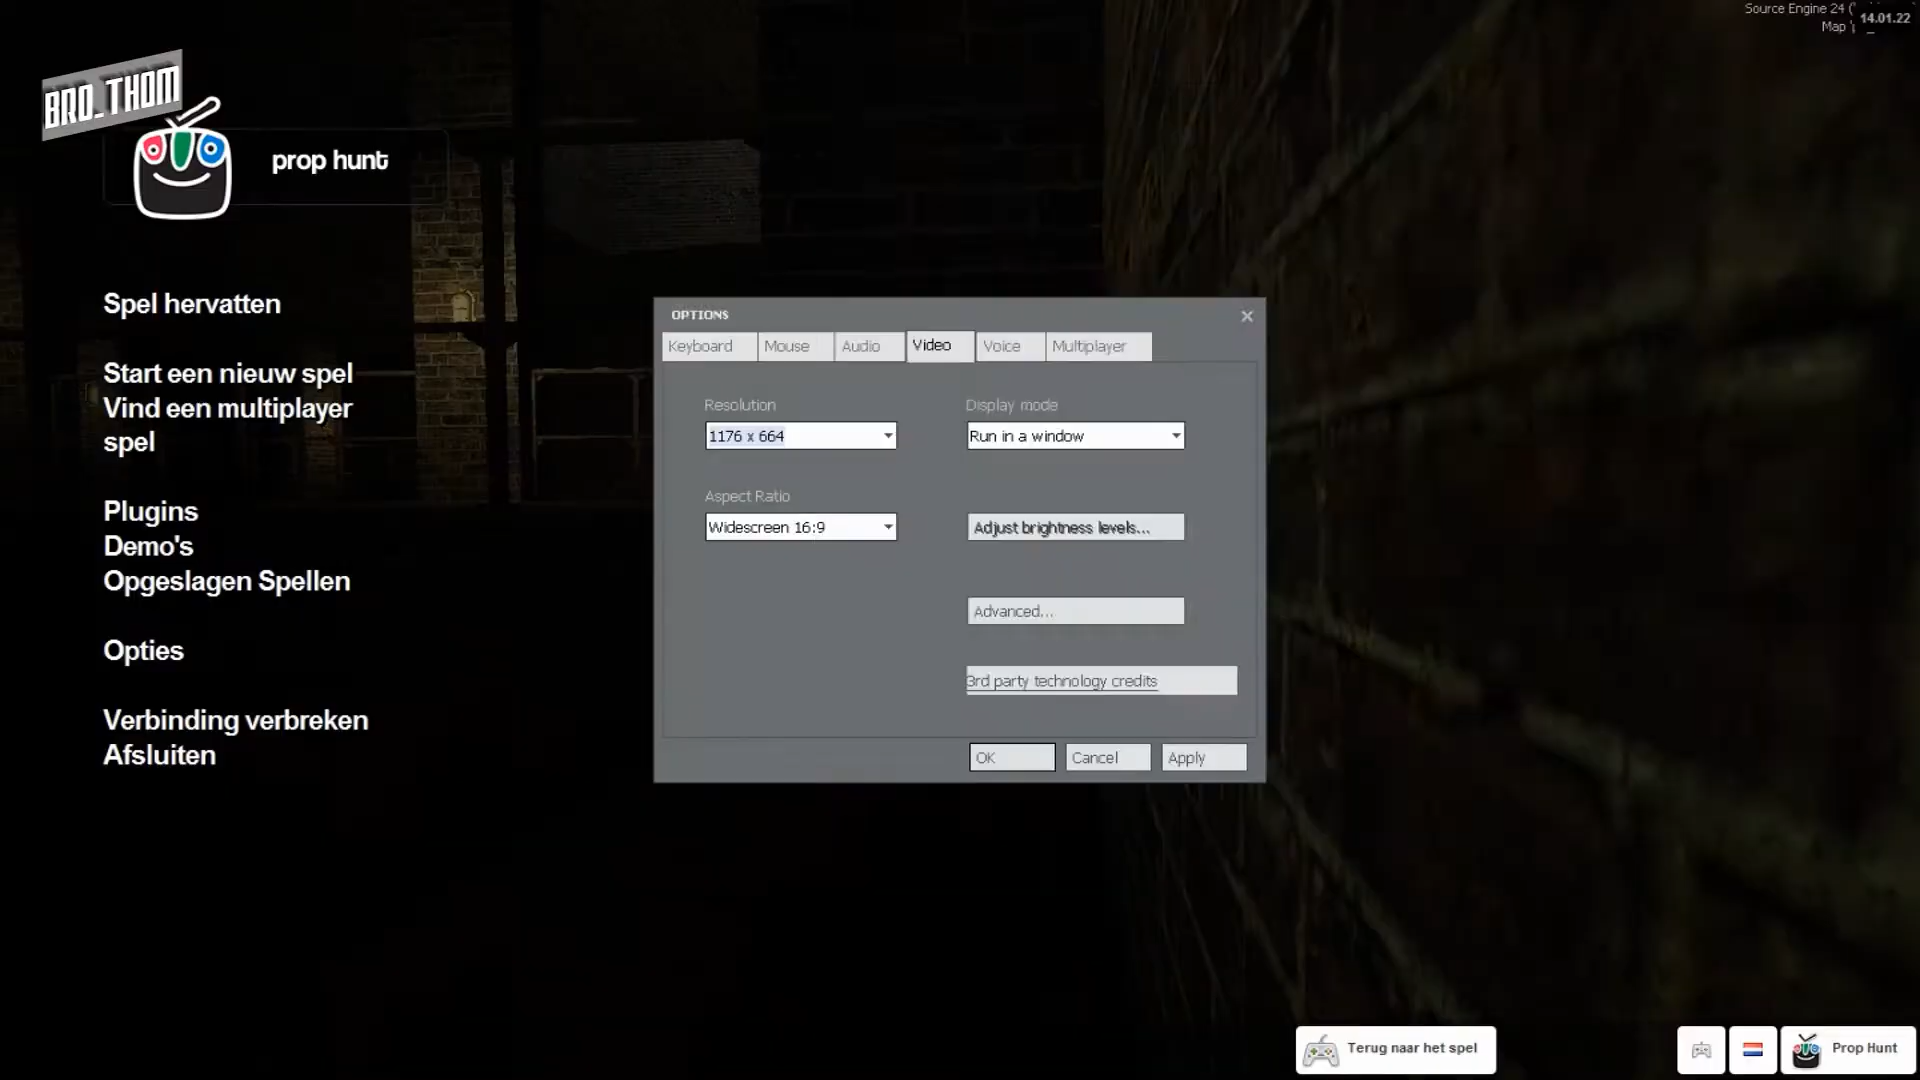 Source Engine 24 (
14.01.22
Map
BRO_THOM
prop hunt
Spel hervatten
Start een nieuw spel
Vind een multiplayer
spel
Plugins
Demo's
Opgeslagen Spellen
Opties
Verbinding verbreken
Afsluiten
OPTIONS
Keyboard
Mouse
Audio
Video
Voice
Multiplayer
Resolution
Display mode
1176 x 664
Run in a window
Aspect Ratio
Widescreen 16:9
Adjust brightness levels...
Advanced...
3rd party technology credits
OK
Cancel
Apply
Terug naar het spel
Prop Hunt